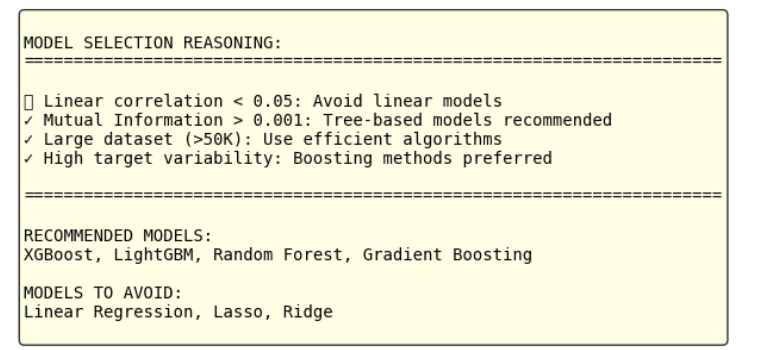 MODEL SELECTION REASONING:
======================================================================
▯ Linear correlation < 0.05: Avoid linear models
✓ Mutual Information > 0.001: Tree-based models recommended
✓ Large dataset (>50K): Use efficient algorithms
✓ High target variability: Boosting methods preferred
======================================================================
RECOMMENDED MODELS:
XGBoost, LightGBM, Random Forest, Gradient Boosting
MODELS TO AVOID:
Linear Regression, Lasso, Ridge